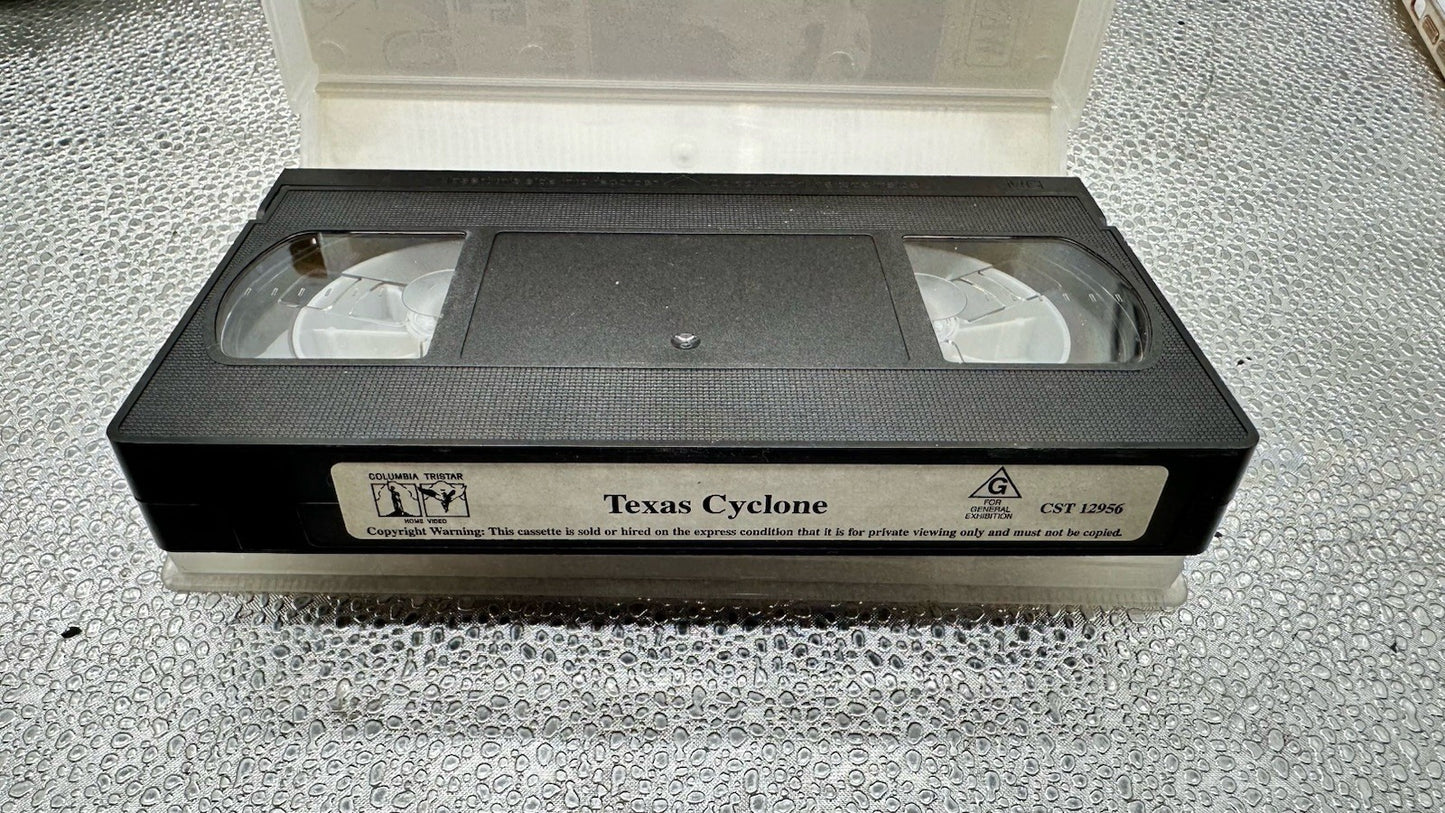 COLUMBIA TRISTAR
HOME VIDEO
Texas Cyclone
G
FOR
GENERAL
EXHIBITION
CST 12956
Copyright Warning: This cassette is sold or hired on the express condition that it is for private viewing only and must not be copied.